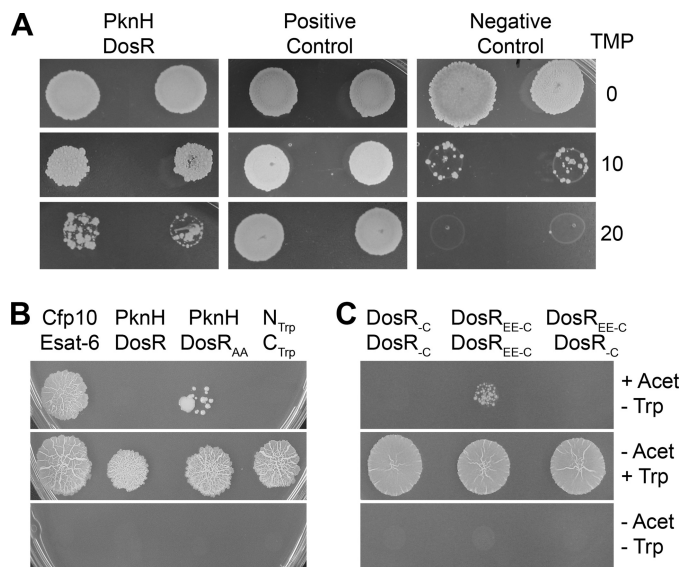 A
PknH
DosR
Positive
Control
Negative
Control
TMP
0
10
20
B
Cfp10
Esat-6
PknH
DosR
PknH
DosRAA
NTrp
CTrp
C
DosR-C
DosR-C
DosREE-C
DosREE-C
DosREE-C
DosR-C
+ Acet
- Trp
- Acet
+ Trp
- Acet
- Trp